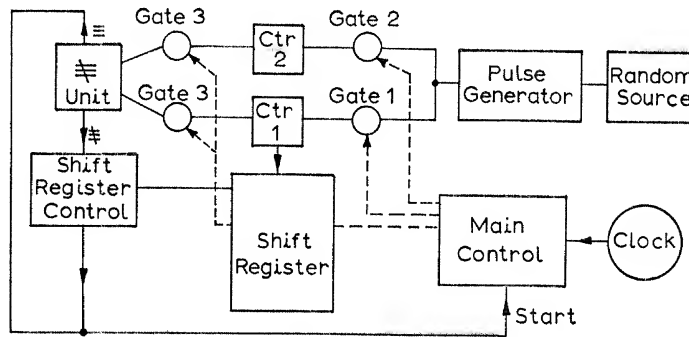 Gate 3
Gate 2
≡
Ctr
2
≢
Unit
Pulse
Generator
Random
Source
Gate 3
Gate 1
Ctr
1
≢
Shift
Register
Control
Shift
Register
Main
Control
Clock
Start